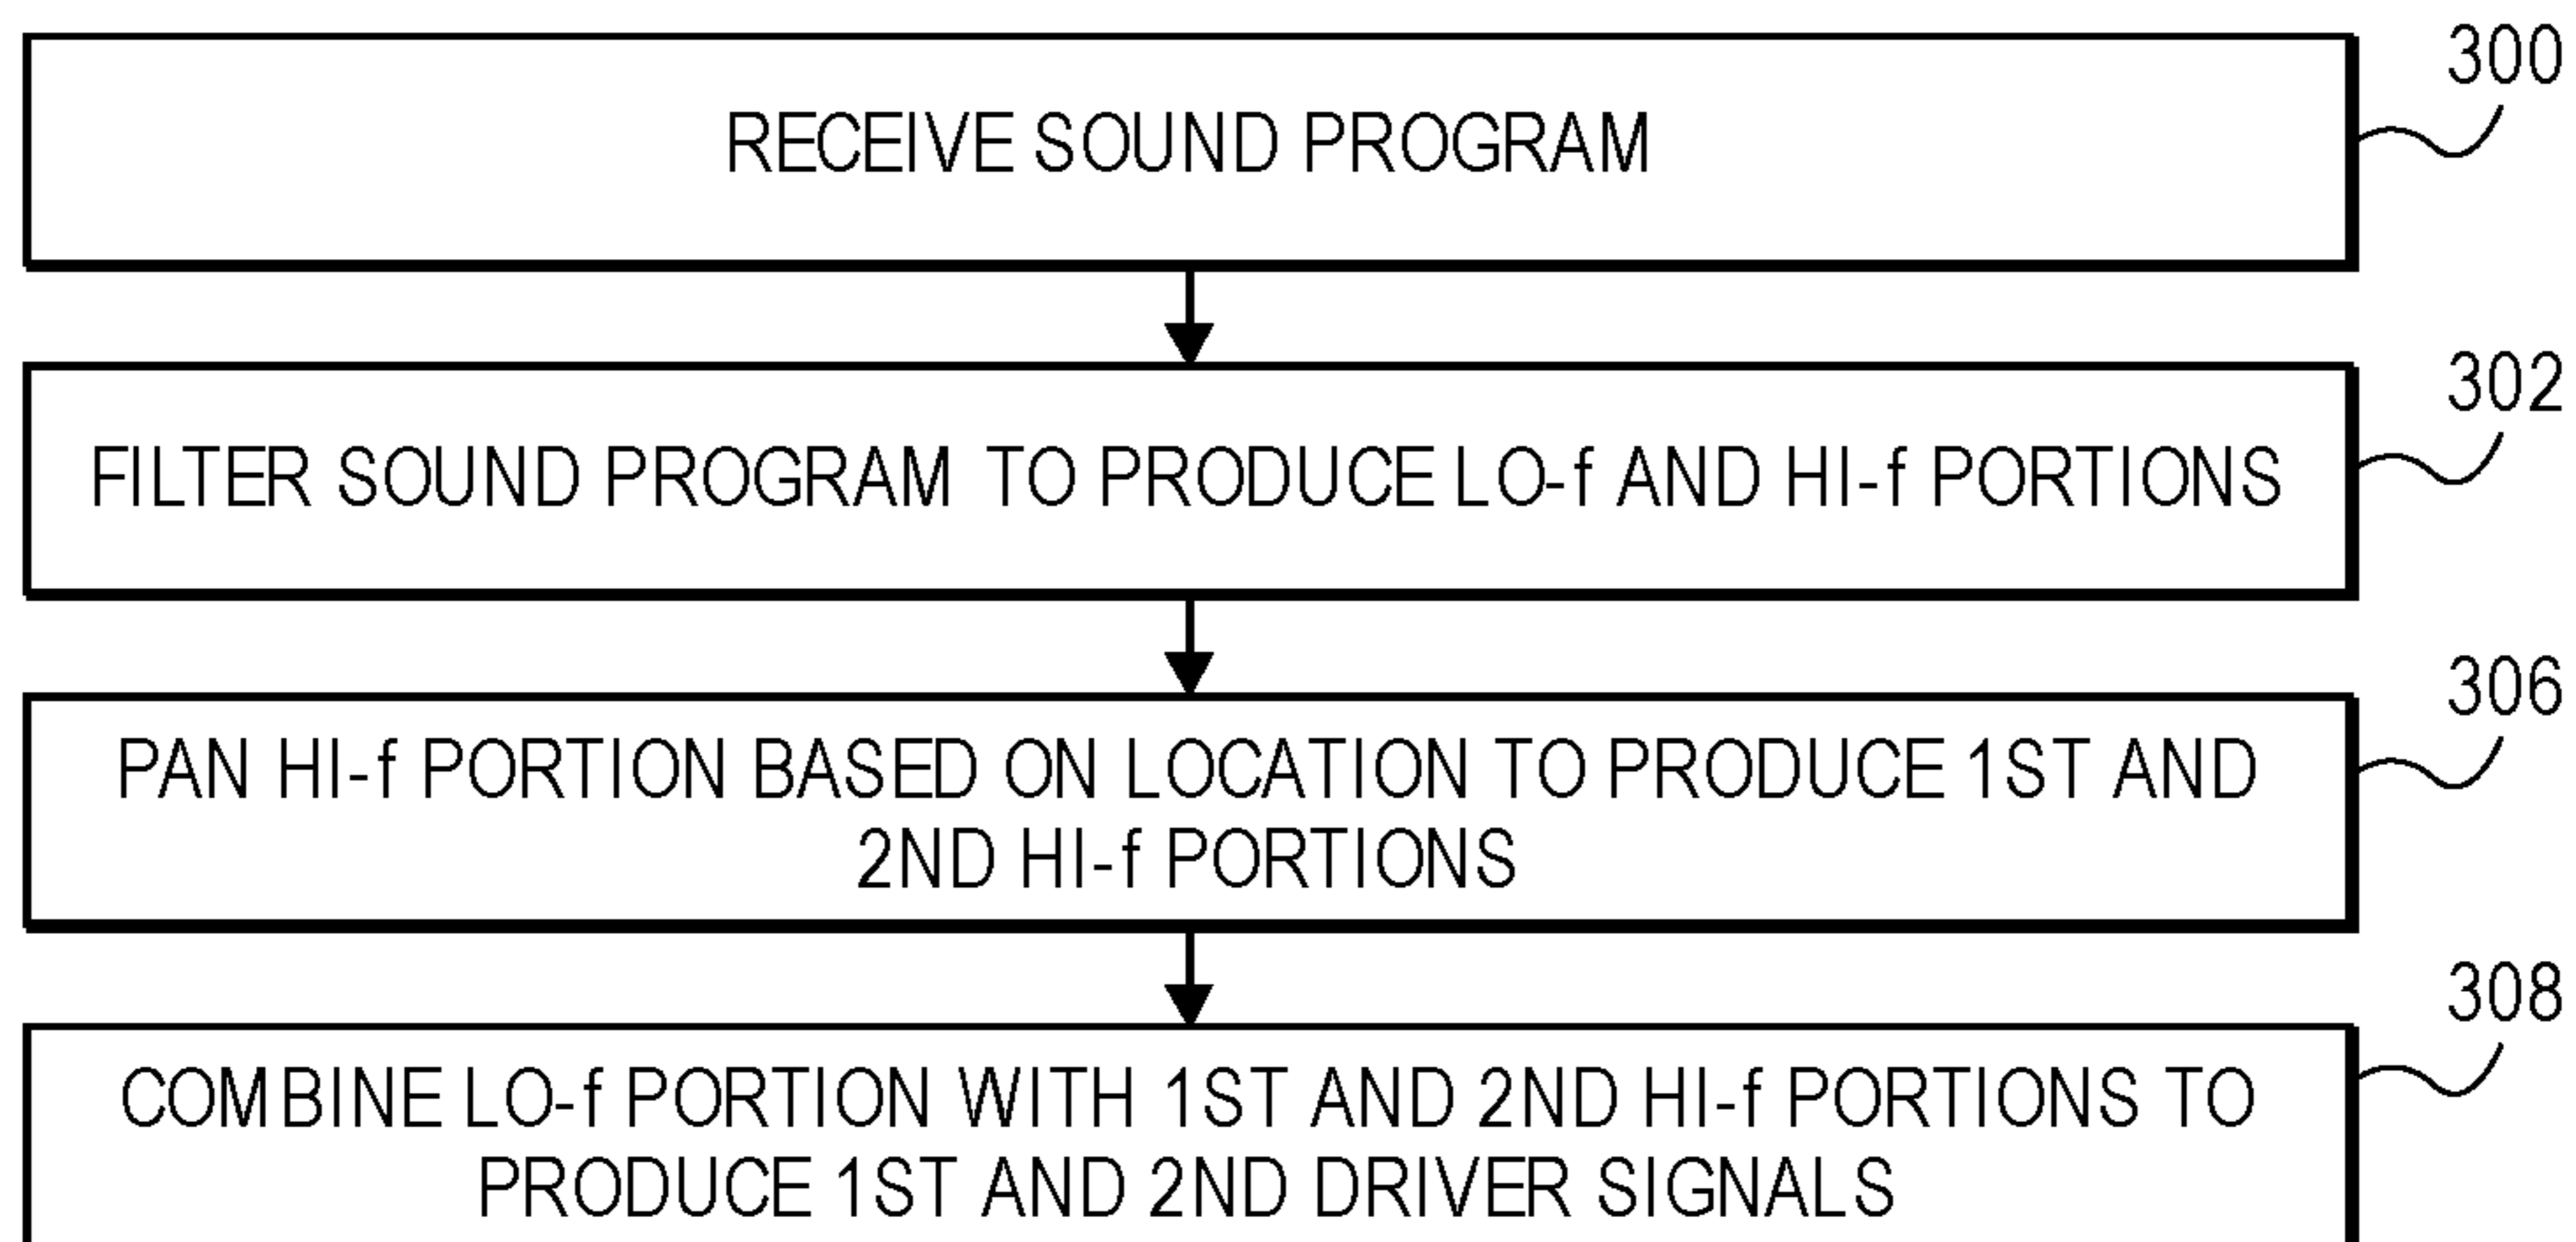 300
RECEIVE SOUND PROGRAM
302
FILTER SOUND PROGRAM TO PRODUCE LO-f AND HI-f PORTIONS
306
PAN HI-f PORTION BASED ON LOCATION TO PRODUCE 1ST AND
2ND HI-f PORTIONS
308
COMBINE LO-f PORTION WITH 1ST AND 2ND HI-f PORTIONS TO
PRODUCE 1ST AND 2ND DRIVER SIGNALS